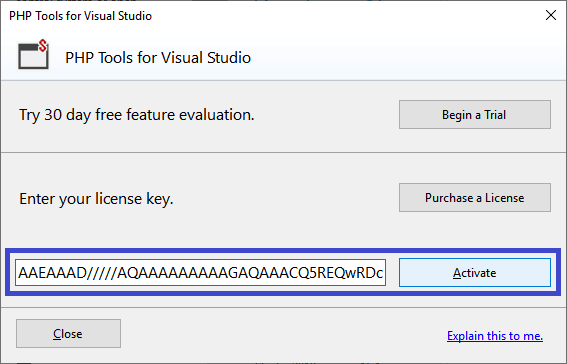 PHP Tools for Visual Studio
PHP Tools for Visual Studio
Try 30 day free feature evaluation.
Begin a Trial
Enter your license key.
Purchase a License
AAEAAAD/////AQAAAAAAAAAGAQAAACQ5REQwRDc
Activate
Close
Explain this to me.